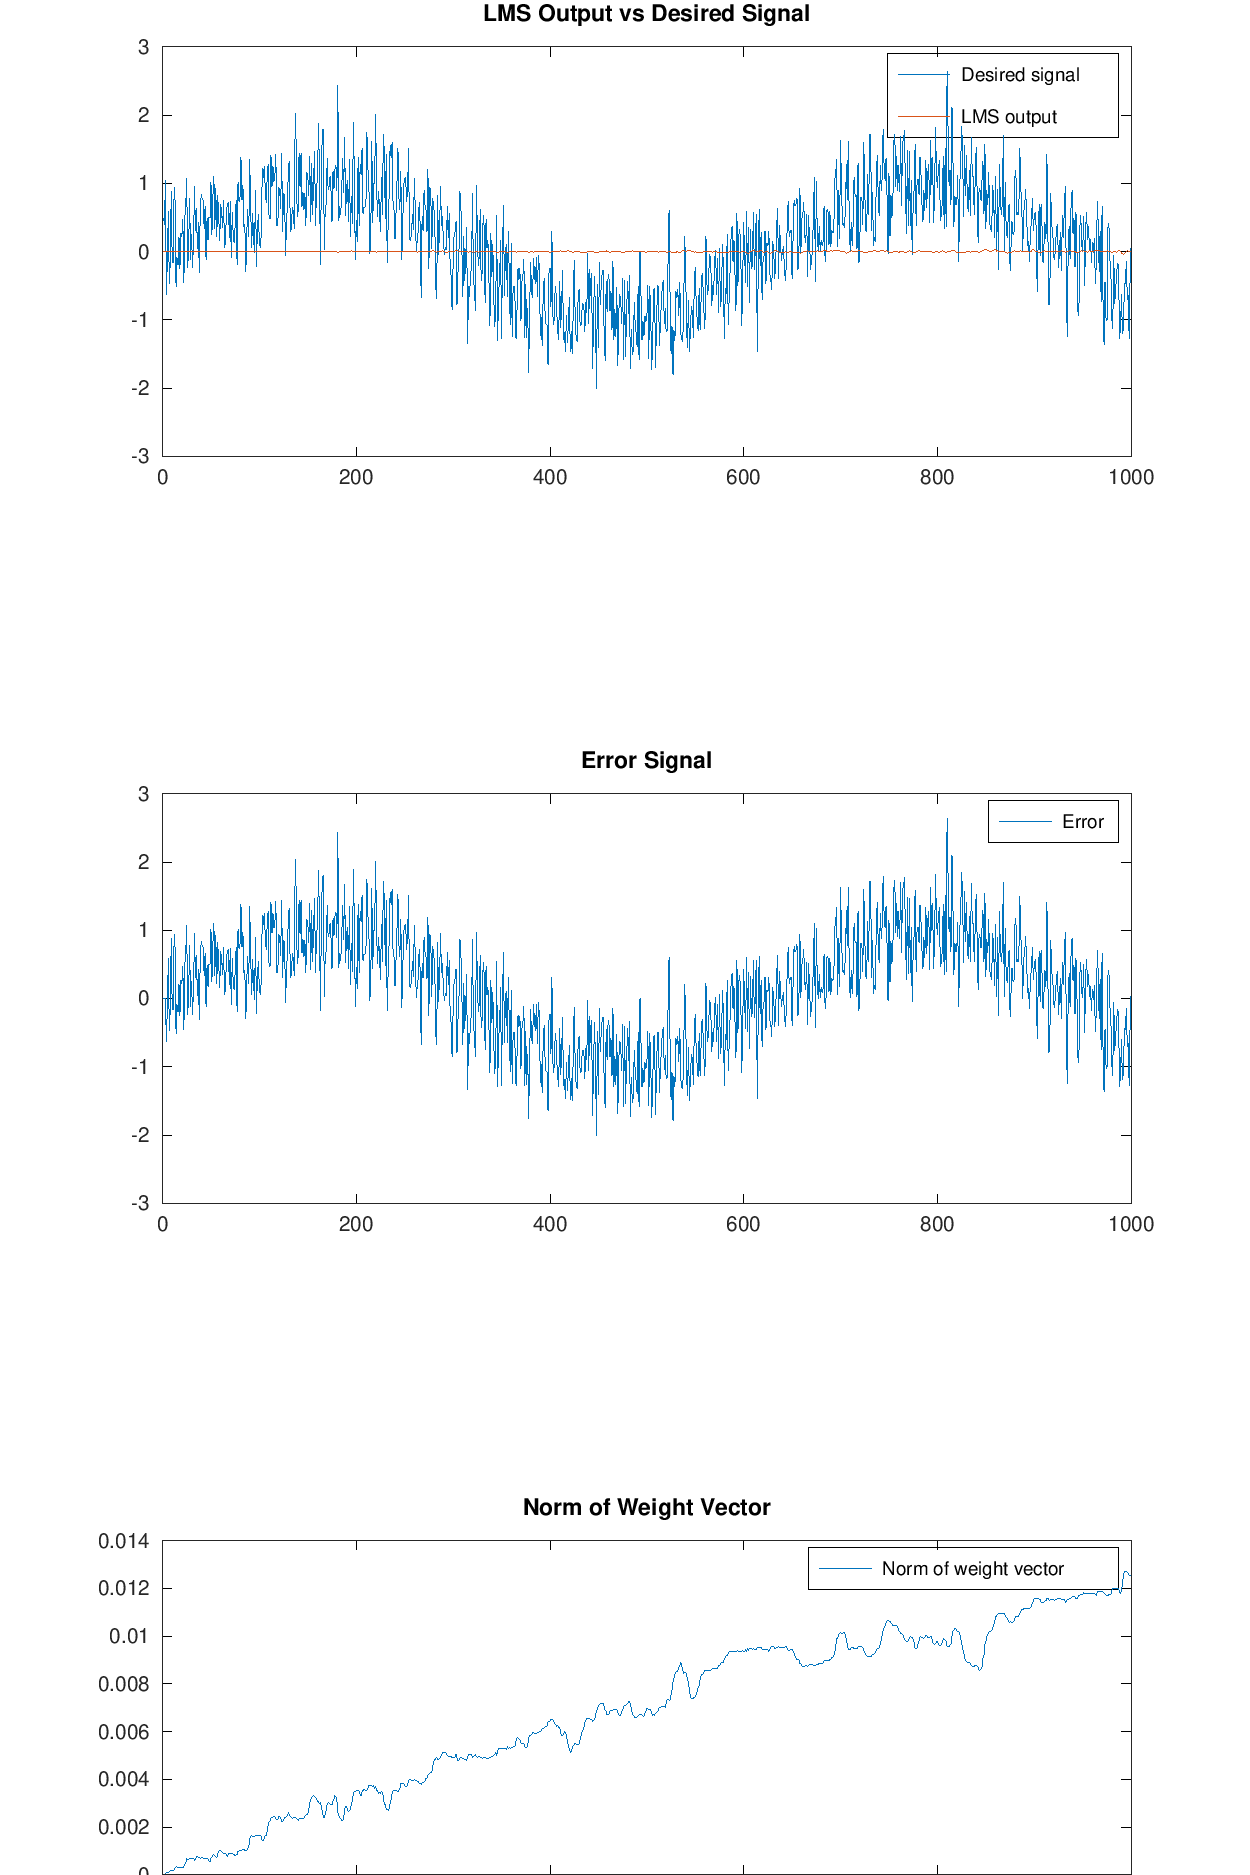 LMS Output vs Desired Signal
3
2
1
0
-1
-2
-3
0 200 400 600 800 1000
Desired signal
LMS output
Error Signal
3
2
1
0
-1
-2
-3
0 200 400 600 800 1000
Error
Norm of Weight Vector
0.014
0.012
0.01
0.008
0.006
0.004
0.002
0
Norm of weight vector